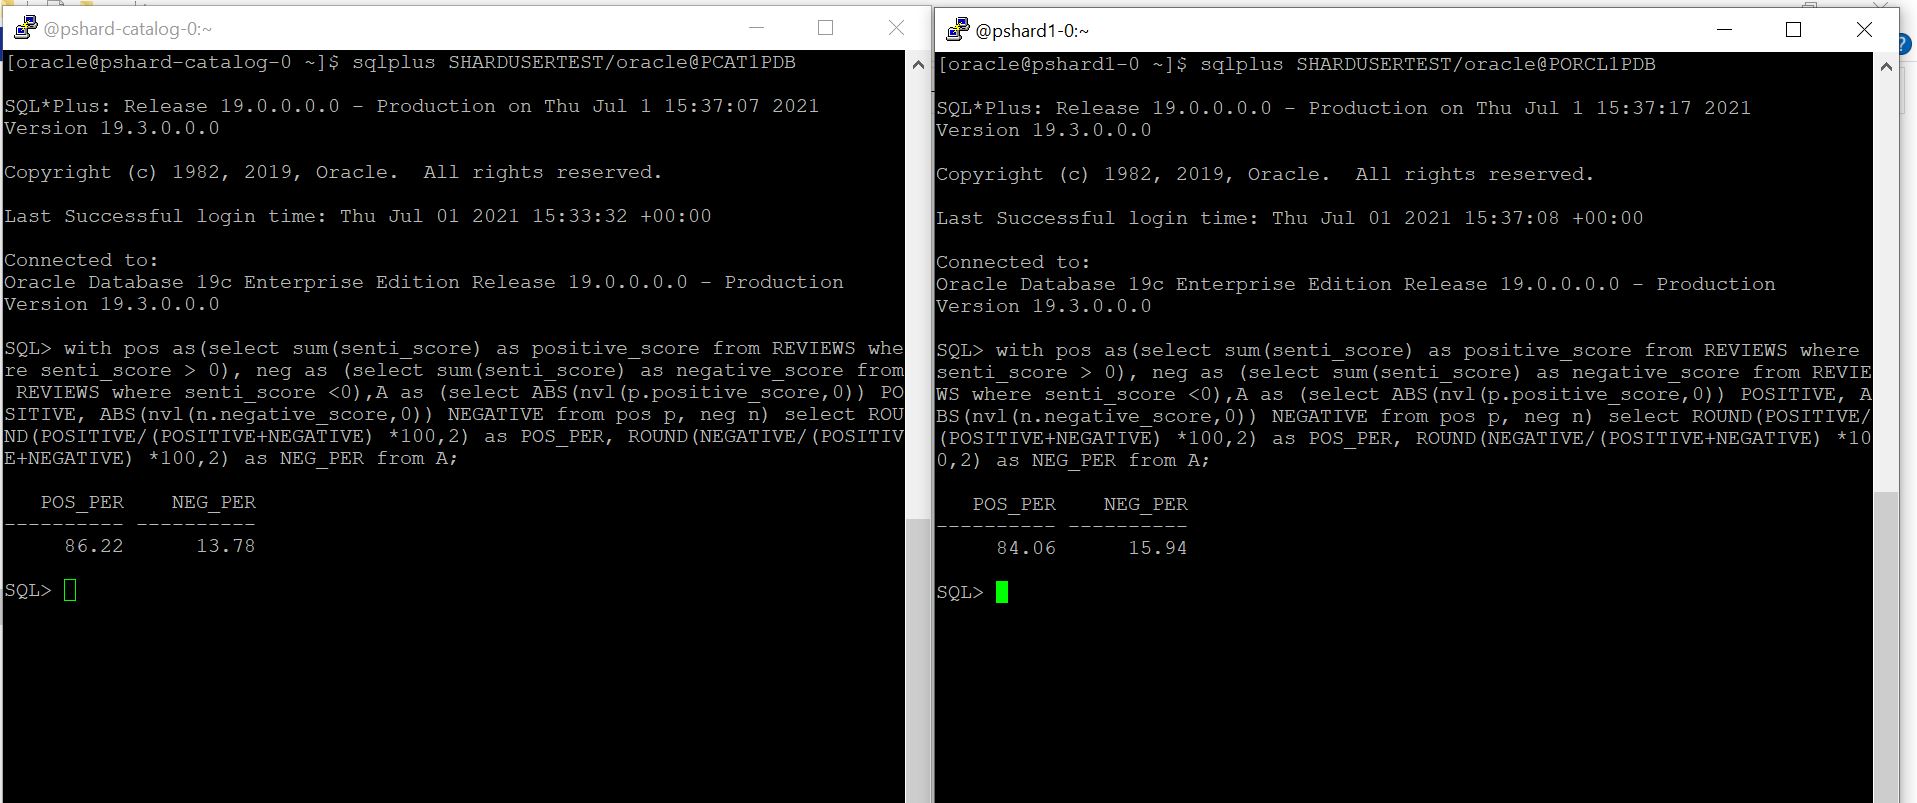 @pshard-catalog-0:~
[oracle@pshard-catalog-0 ~]$ sqlplus SHARDUSERTEST/oracle@PCAT1PDB
SQL*Plus: Release 19.0.0.0.0 - Production on Thu Jul 1 15:37:07 2021
Version 19.3.0.0.0
Copyright (c) 1982, 2019, Oracle.  All rights reserved.
Last Successful login time: Thu Jul 01 2021 15:33:32 +00:00
Connected to:
Oracle Database 19c Enterprise Edition Release 19.0.0.0.0 - Production
Version 19.3.0.0.0
SQL> with pos as(select sum(senti_score) as positive_score from REVIEWS whe
re senti_score > 0), neg as (select sum(senti_score) as negative_score from
 REVIEWS where senti_score <0),A as (select ABS(nvl(p.positive_score,0)) PO
SITIVE, ABS(nvl(n.negative_score,0)) NEGATIVE from pos p, neg n) select ROU
ND(POSITIVE/(POSITIVE+NEGATIVE) *100,2) as POS_PER, ROUND(NEGATIVE/(POSITIV
E+NEGATIVE) *100,2) as NEG_PER from A;
   POS_PER    NEG_PER
---------- ----------
     86.22      13.78
SQL>
@pshard1-0:~
[oracle@pshard1-0 ~]$ sqlplus SHARDUSERTEST/oracle@PORCL1PDB
SQL*Plus: Release 19.0.0.0.0 - Production on Thu Jul 1 15:37:17 2021
Version 19.3.0.0.0
Copyright (c) 1982, 2019, Oracle.  All rights reserved.
Last Successful login time: Thu Jul 01 2021 15:37:08 +00:00
Connected to:
Oracle Database 19c Enterprise Edition Release 19.0.0.0.0 - Production
Version 19.3.0.0.0
SQL> with pos as(select sum(senti_score) as positive_score from REVIEWS where
senti_score > 0), neg as (select sum(senti_score) as negative_score from REVIE
WS where senti_score <0),A as (select ABS(nvl(p.positive_score,0)) POSITIVE, A
BS(nvl(n.negative_score,0)) NEGATIVE from pos p, neg n) select ROUND(POSITIVE/
(POSITIVE+NEGATIVE) *100,2) as POS_PER, ROUND(NEGATIVE/(POSITIVE+NEGATIVE) *10
0,2) as NEG_PER from A;
   POS_PER    NEG_PER
---------- ----------
     84.06      15.94
SQL>